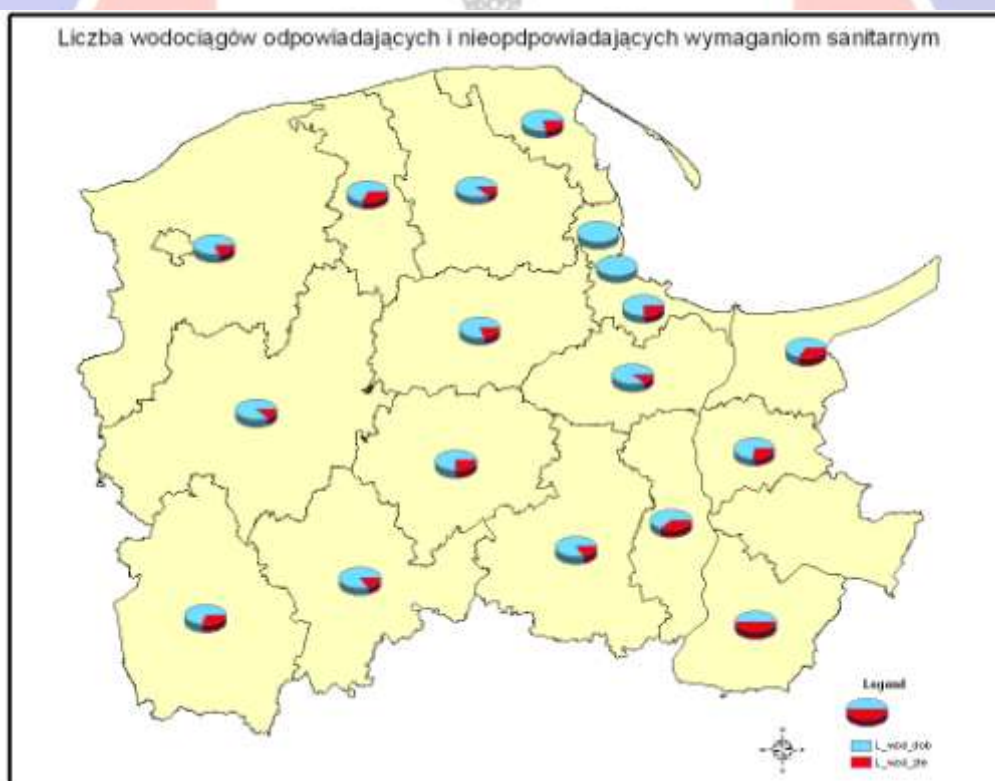 Liczba wodociągów odpowiadających i nieopdpowiadających wymaganiom sanitarnym
Legend
L_wod_dob
L_wod_zle